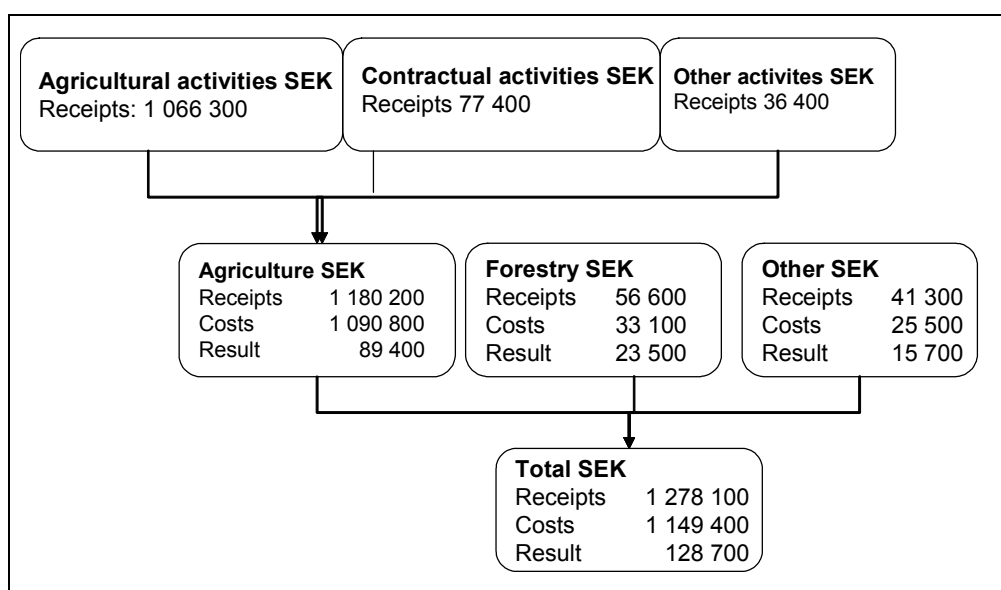 Agricultural activities SEK
Receipts: 1 066 300
Contractual activities SEK
Receipts 77 400
Other activites SEK
Receipts 36 400
Agriculture SEK
Receipts 1 180 200
Costs 1 090 800
Result 89 400
Forestry SEK
Receipts 56 600
Costs 33 100
Result 23 500
Other SEK
Receipts 41 300
Costs 25 500
Result 15 700
Total SEK
Receipts 1 278 100
Costs 1 149 400
Result 128 700